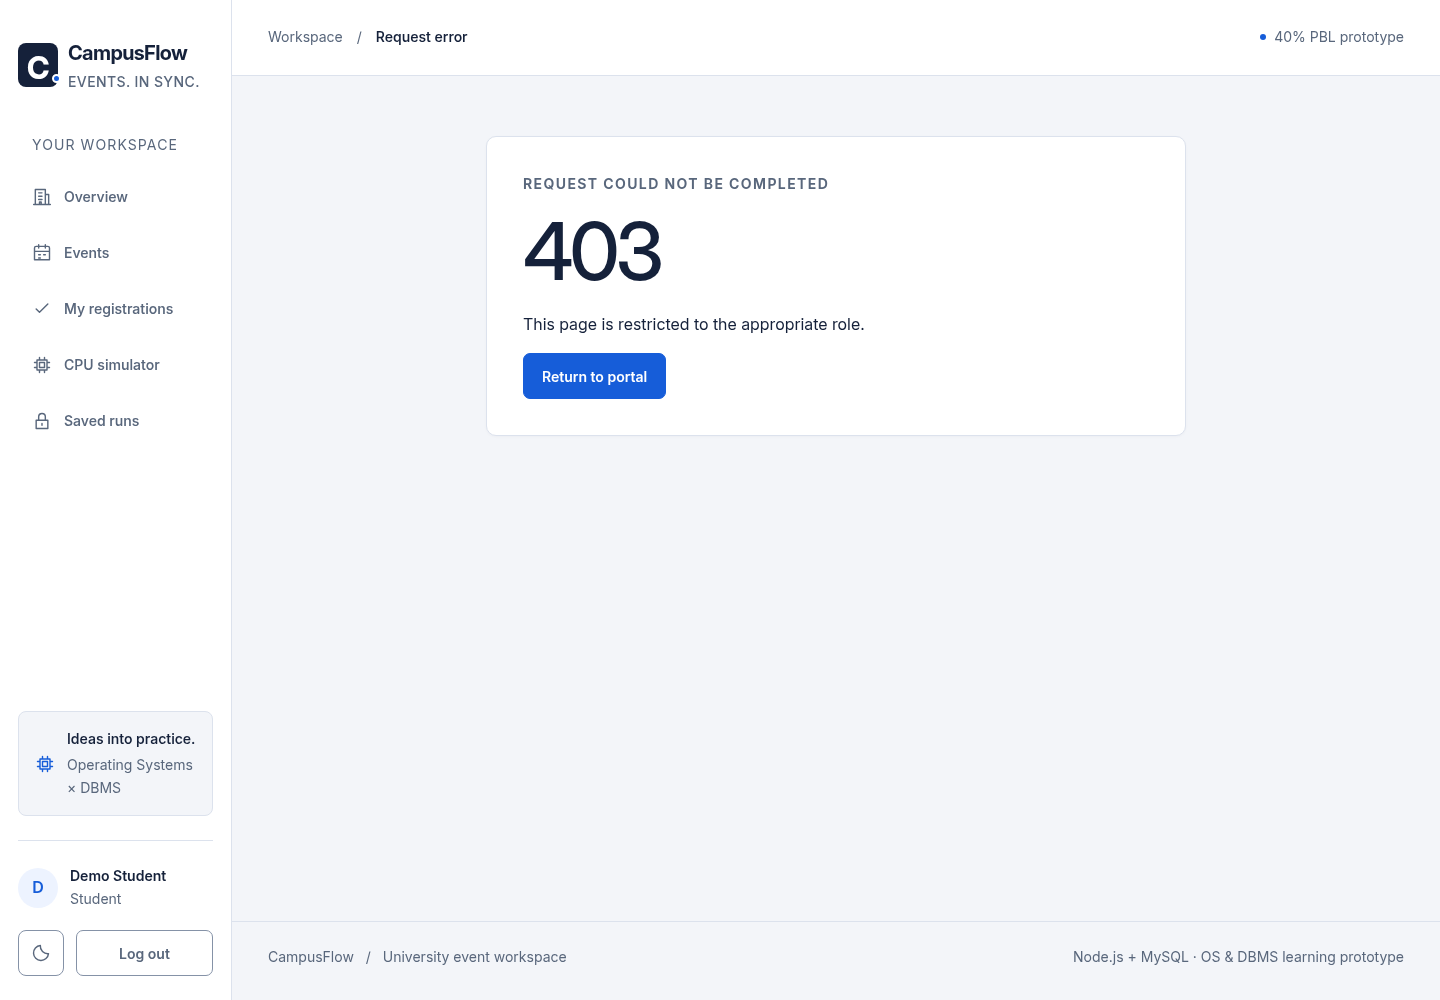 CampusFlow
EVENTS. IN SYNC.
YOUR WORKSPACE
Overview
Events
My registrations
CPU simulator
Saved runs
Ideas into practice.
Operating Systems
× DBMS
D
Demo Student
Student
Log out
Workspace / Request error
40% PBL prototype
REQUEST COULD NOT BE COMPLETED
403
This page is restricted to the appropriate role.
Return to portal
CampusFlow / University event workspace
Node.js + MySQL · OS & DBMS learning prototype